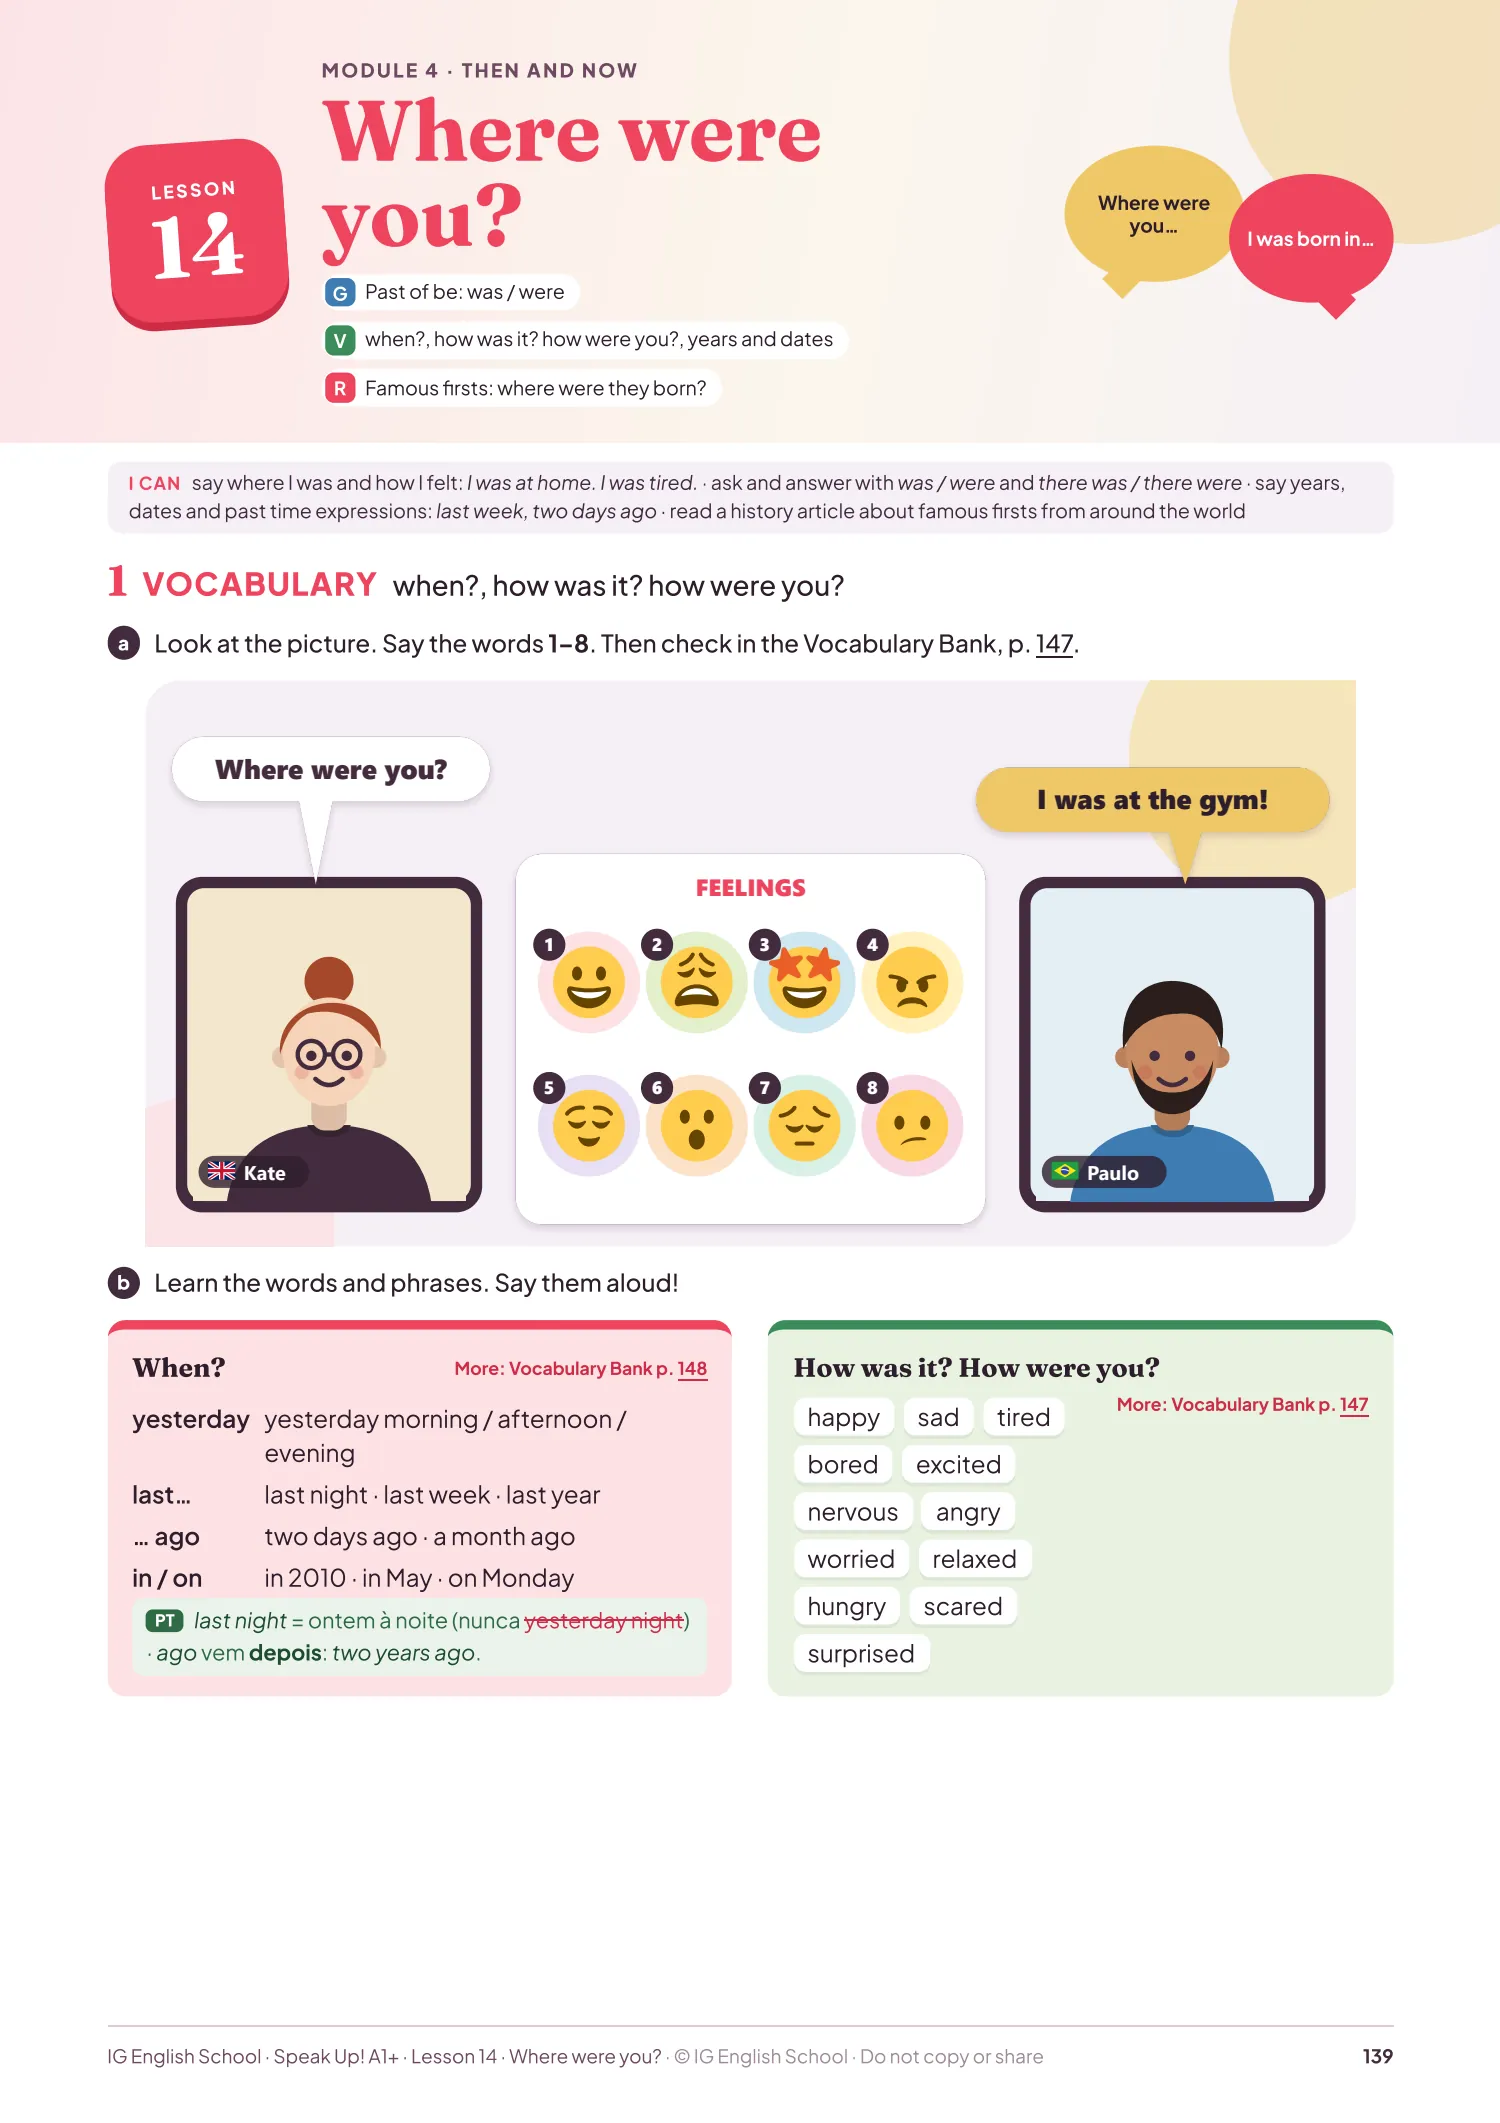 MODULE 4 · THEN AND NOW
Where were
you?
LESSON
14
G Past of be: was / were
V when?, how was it? how were you?, years and dates
R Famous firsts: where were they born?
Where were
you...
I was born in...
I CAN say where I was and how I felt: I was at home. I was tired. · ask and answer with was / were and there was / there were · say years,
dates and past time expressions: last week, two days ago · read a history article about famous firsts from around the world
1 VOCABULARY when?, how was it? how were you?
a Look at the picture. Say the words 1–8. Then check in the Vocabulary Bank, p. 147.
Where were you?
I was at the gym!
FEELINGS
1 2 3 4
5 6 7 8
Kate
Paulo
b Learn the words and phrases. Say them aloud!
When? More: Vocabulary Bank p. 148
yesterday yesterday morning / afternoon /
evening
last... last night · last week · last year
... ago two days ago · a month ago
in / on in 2010 · in May · on Monday
PT last night = ontem à noite (nunca yesterday night)
· ago vem depois: two years ago.
How was it? How were you?
More: Vocabulary Bank p. 147
happy sad tired
bored excited
nervous angry
worried relaxed
hungry scared
surprised
IG English School · Speak Up! A1+ · Lesson 14 · Where were you? · © IG English School · Do not copy or share 139